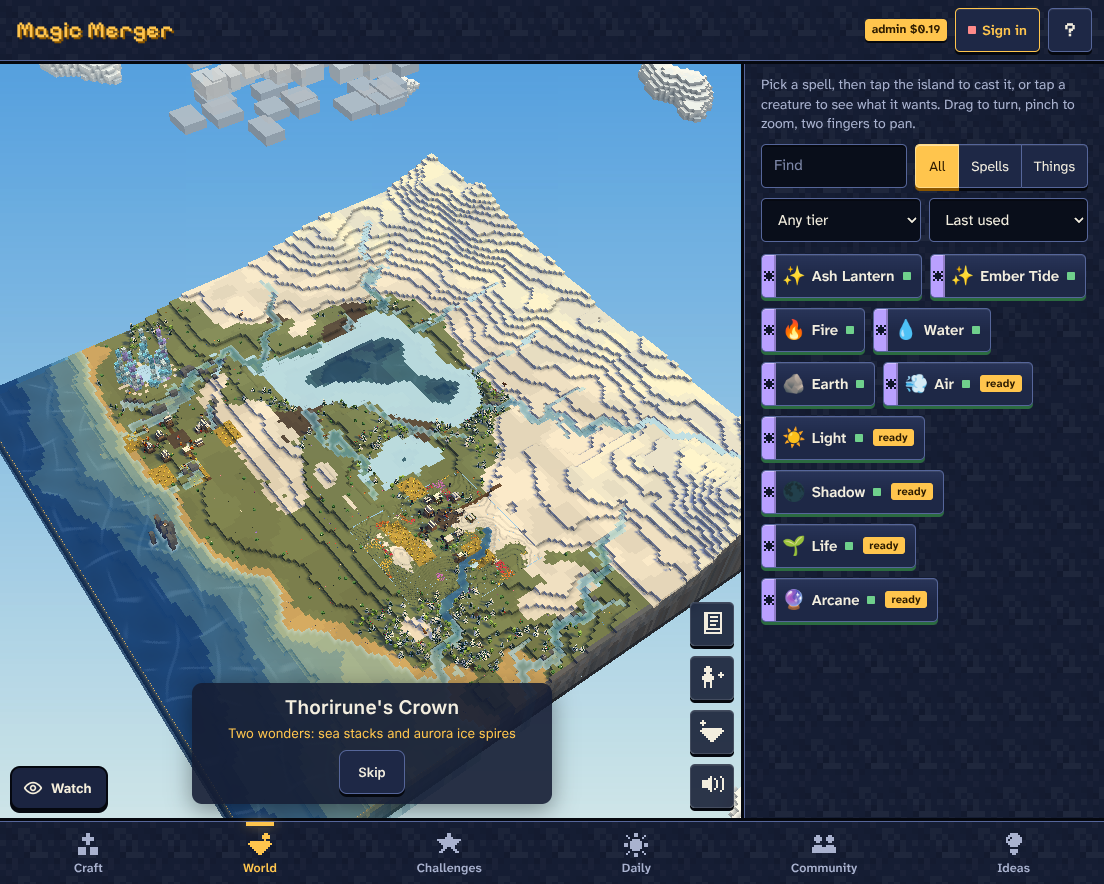 Magic Merger
admin $0.19
Sign in
?
Pick a spell, then tap the island to cast it, or tap a
creature to see what it wants. Drag to turn, pinch to
zoom, two fingers to pan.
Find
All
Spells
Things
Any tier
Last used
Ash Lantern
Ember Tide
Fire
Water
Earth
Air
ready
Light
ready
Shadow
ready
Life
ready
Arcane
ready
Thorirune's Crown
Two wonders: sea stacks and aurora ice spires
Skip
Watch
Craft
World
Challenges
Daily
Community
Ideas